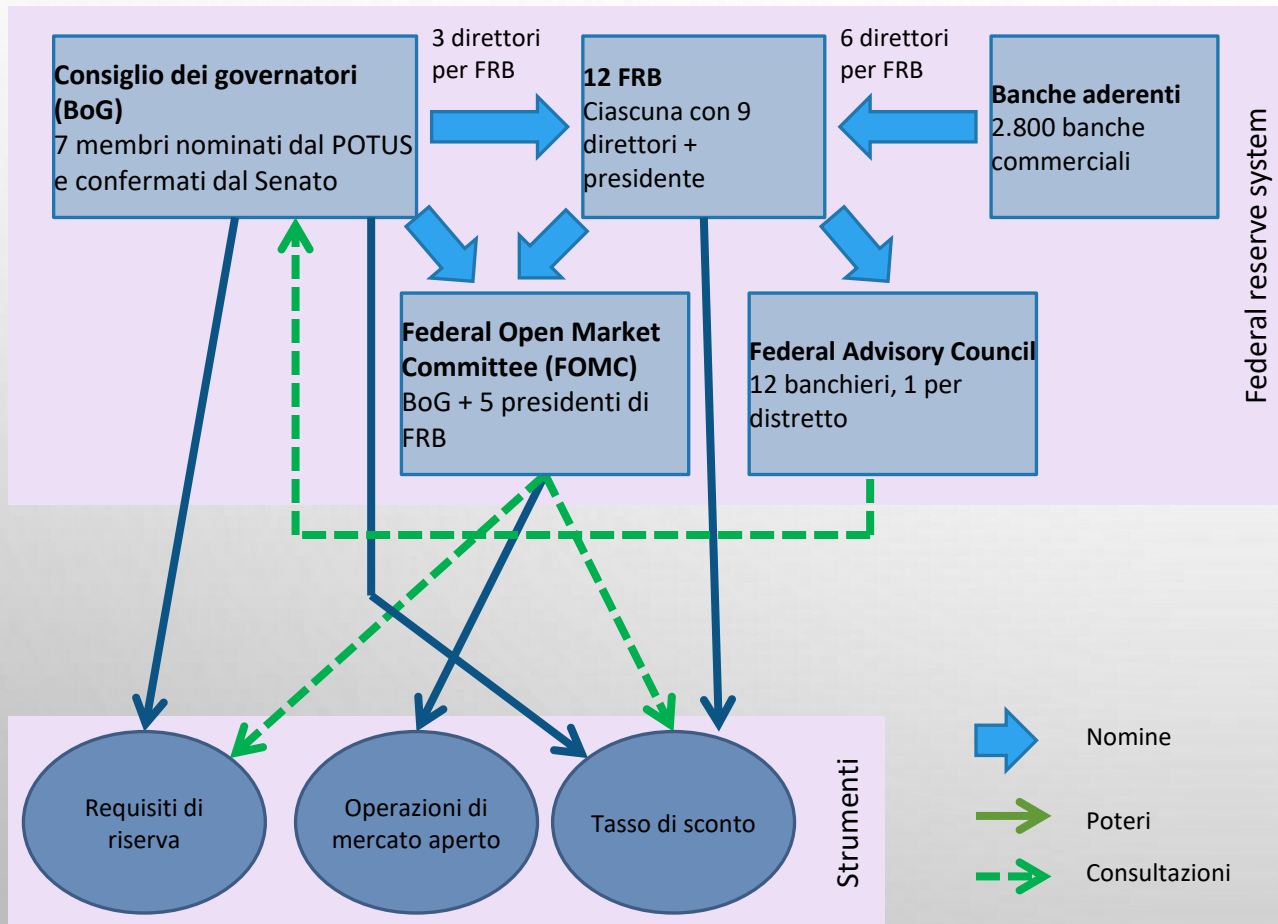 3 direttori
per FRB
6 direttori
per FRB
Consiglio dei governatori
(BoG)
7 membri nominati dal POTUS
e confermati dal Senato
12 FRB
Ciascuna con 9
direttori +
presidente
Banche aderenti
2.800 banche
commerciali
Federal Open Market
Committee (FOMC)
BoG + 5 presidenti di
FRB
Federal Advisory Council
12 banchieri, 1 per
distretto
Federal reserve system
Requisiti di
riserva
Operazioni di
mercato aperto
Tasso di sconto
Strumenti
Nomine
Poteri
Consultazioni